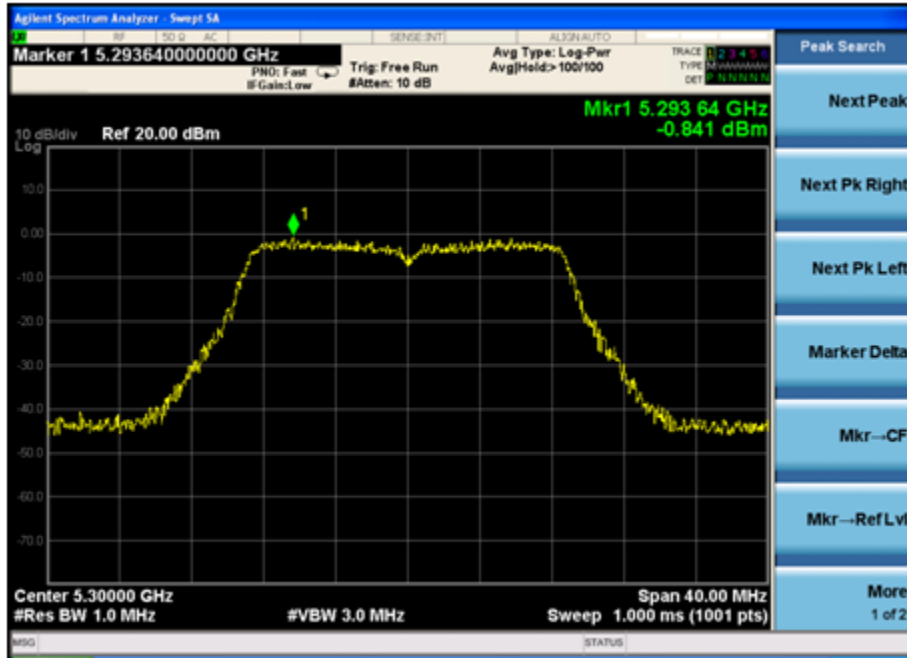 Agilent Spectrum Analyzer - Swept SA
RF 50 Ω AC SENSE:INT ALIGN AUTO
Marker 1 5.293640000000 GHz
PNO: Fast
IFGain:Low
Trig: Free Run
#Atten: 10 dB
Avg Type: Log-Pwr
Avg|Hold:>100/100
TRACE 1 2 3 4 5 6
TYPE
DET P N N N N N
Mkr1 5.293 64 GHz
-0.841 dBm
10 dB/div Ref 20.00 dBm
Log
10.0
0.00
-10.0
-20.0
-30.0
-40.0
-50.0
-60.0
-70.0
1
Center 5.30000 GHz
Span 40.00 MHz
#Res BW 1.0 MHz
#VBW 3.0 MHz
Sweep 1.000 ms (1001 pts)
MSG
STATUS
Peak Search
Next Peak
Next Pk Right
Next Pk Left
Marker Delta
Mkr→CF
Mkr→Ref Lvl
More
1 of 2